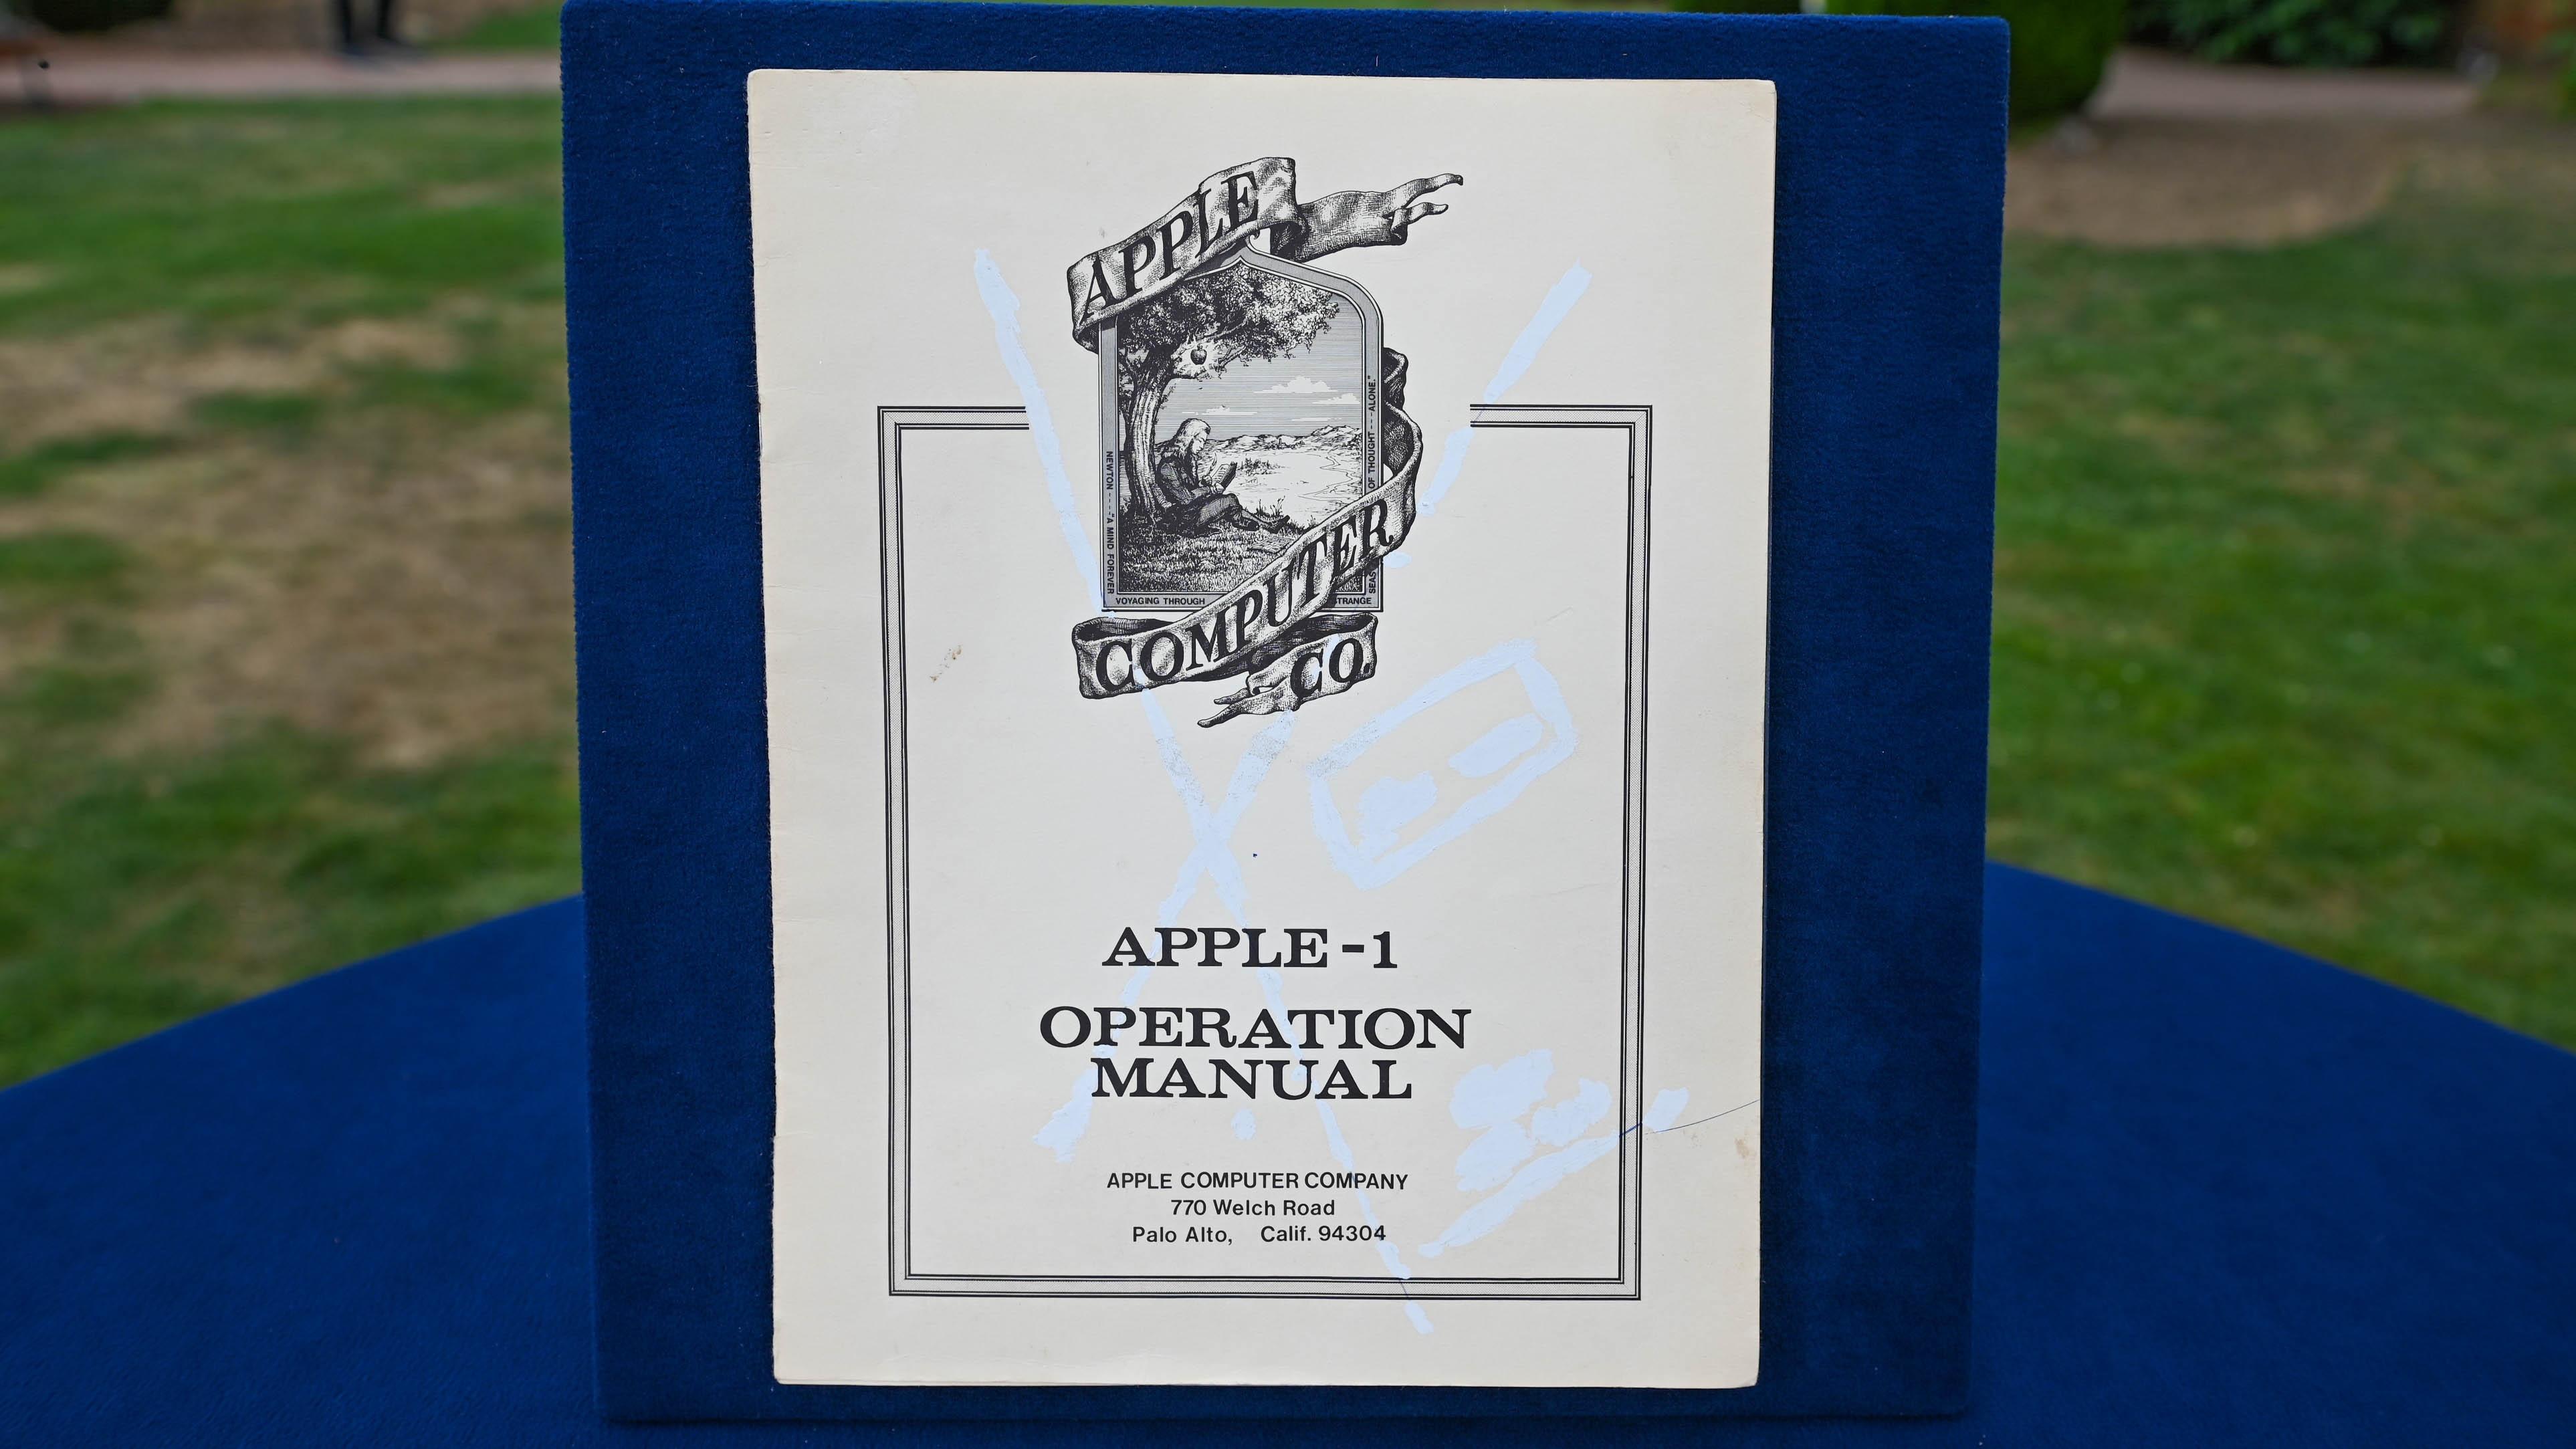 APPLE
COMPUTER
CO.
NEWTON --- "A MIND FOREVER
VOYAGING THROUGH
STRANGE
SEAS OF THOUGHT --- ALONE."
APPLE-1
OPERATION
MANUAL
APPLE COMPUTER COMPANY
770 Welch Road
Palo Alto, Calif. 94304